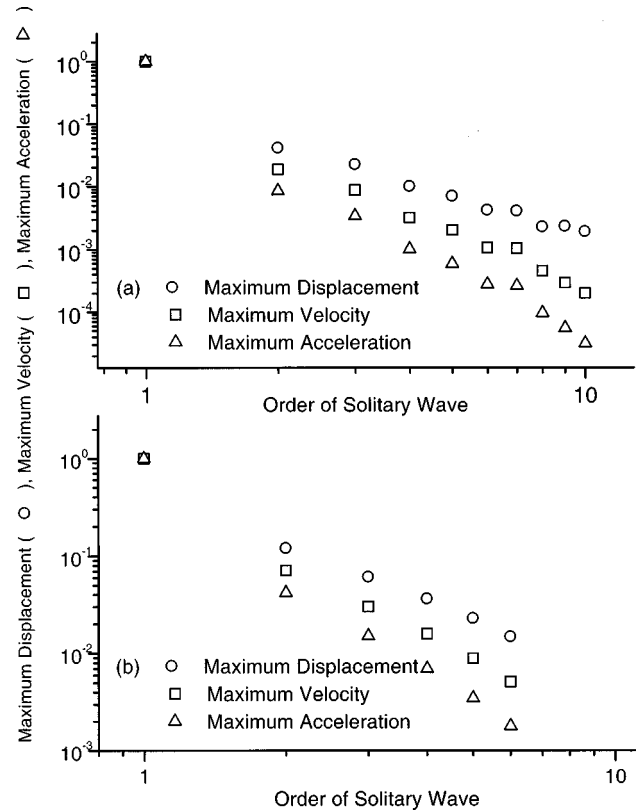 Maximum Displacement ( ○ ), Maximum Velocity ( □ ), Maximum Acceleration ( △ )
10⁰
10⁻¹
10⁻²
10⁻³
10⁻⁴
(a) ○ Maximum Displacement
□ Maximum Velocity
△ Maximum Acceleration
1 10
Order of Solitary Wave
10⁰
10⁻¹
10⁻²
10⁻³
(b) ○ Maximum Displacement
□ Maximum Velocity
△ Maximum Acceleration
1 10
Order of Solitary Wave